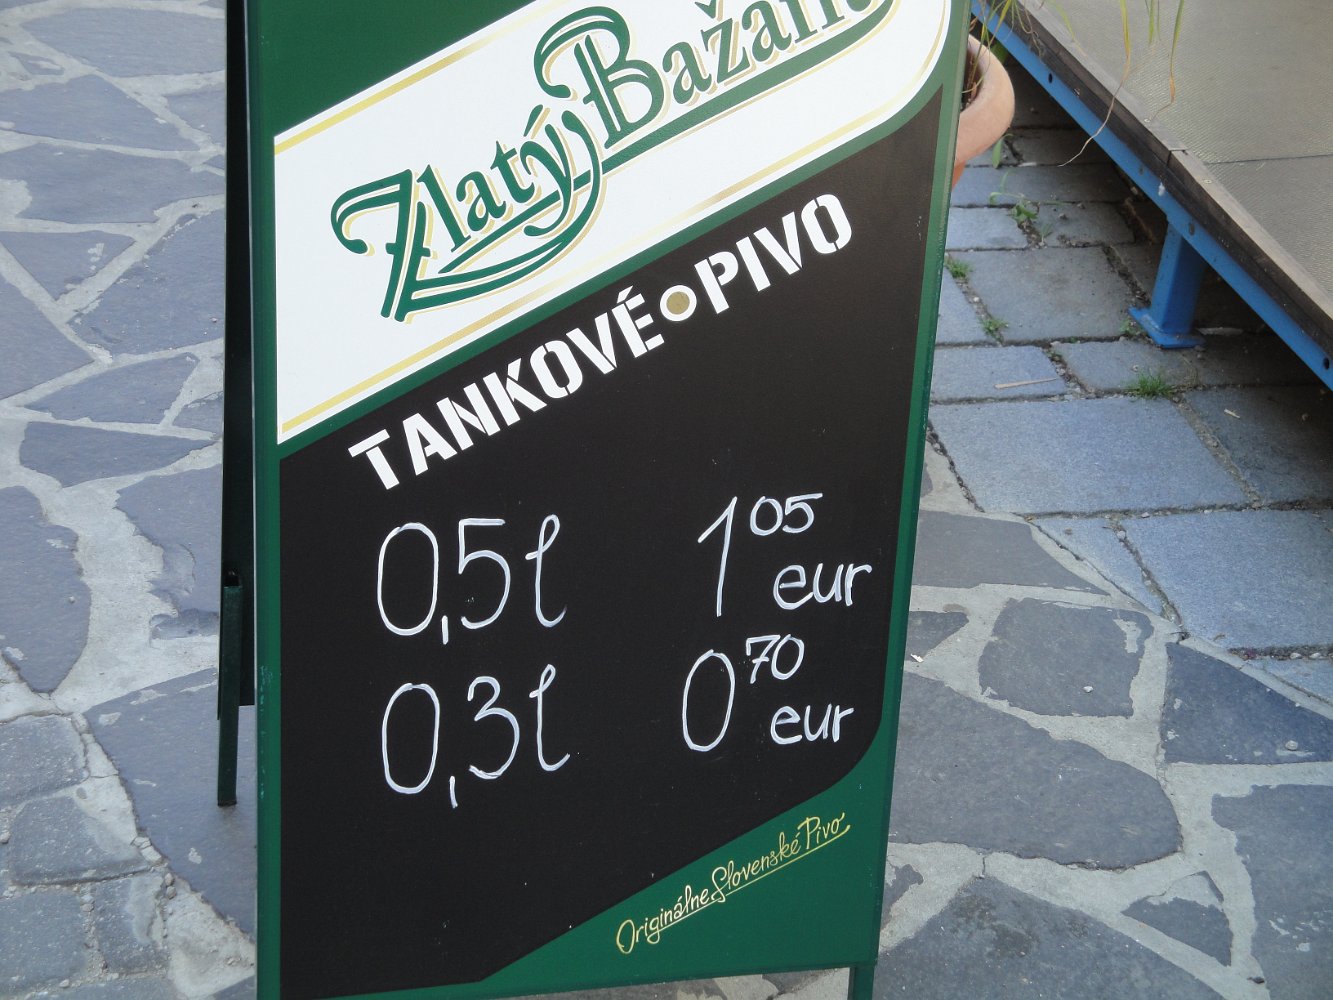 Zlatý Bažant
TANKOVÉ • PIVO
0,5l 1 05 eur
0,3l 0 70 eur
Originálne Slovenské Pivo